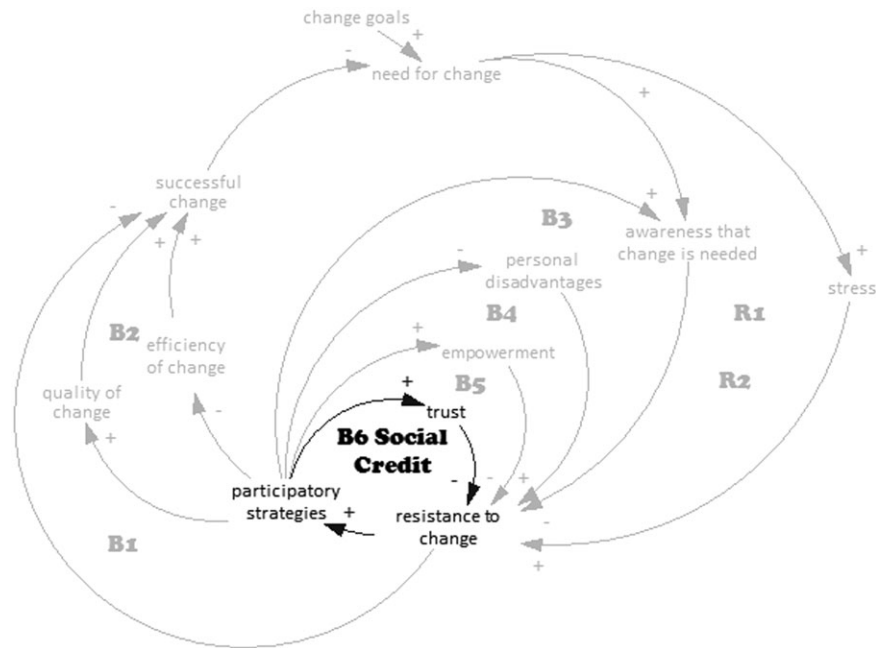 change goals
+
-
need for change
+
-
successful
change
+
+
+
B3
awareness that
change is needed
-
personal
disadvantages
+
stress
B4
R1
B2
+
efficiency
of change
empowerment
B5
R2
quality of
change
+
-
trust
+
B6 Social
Credit
participatory
strategies
-
-
+
+
resistance to
change
-
B1
+